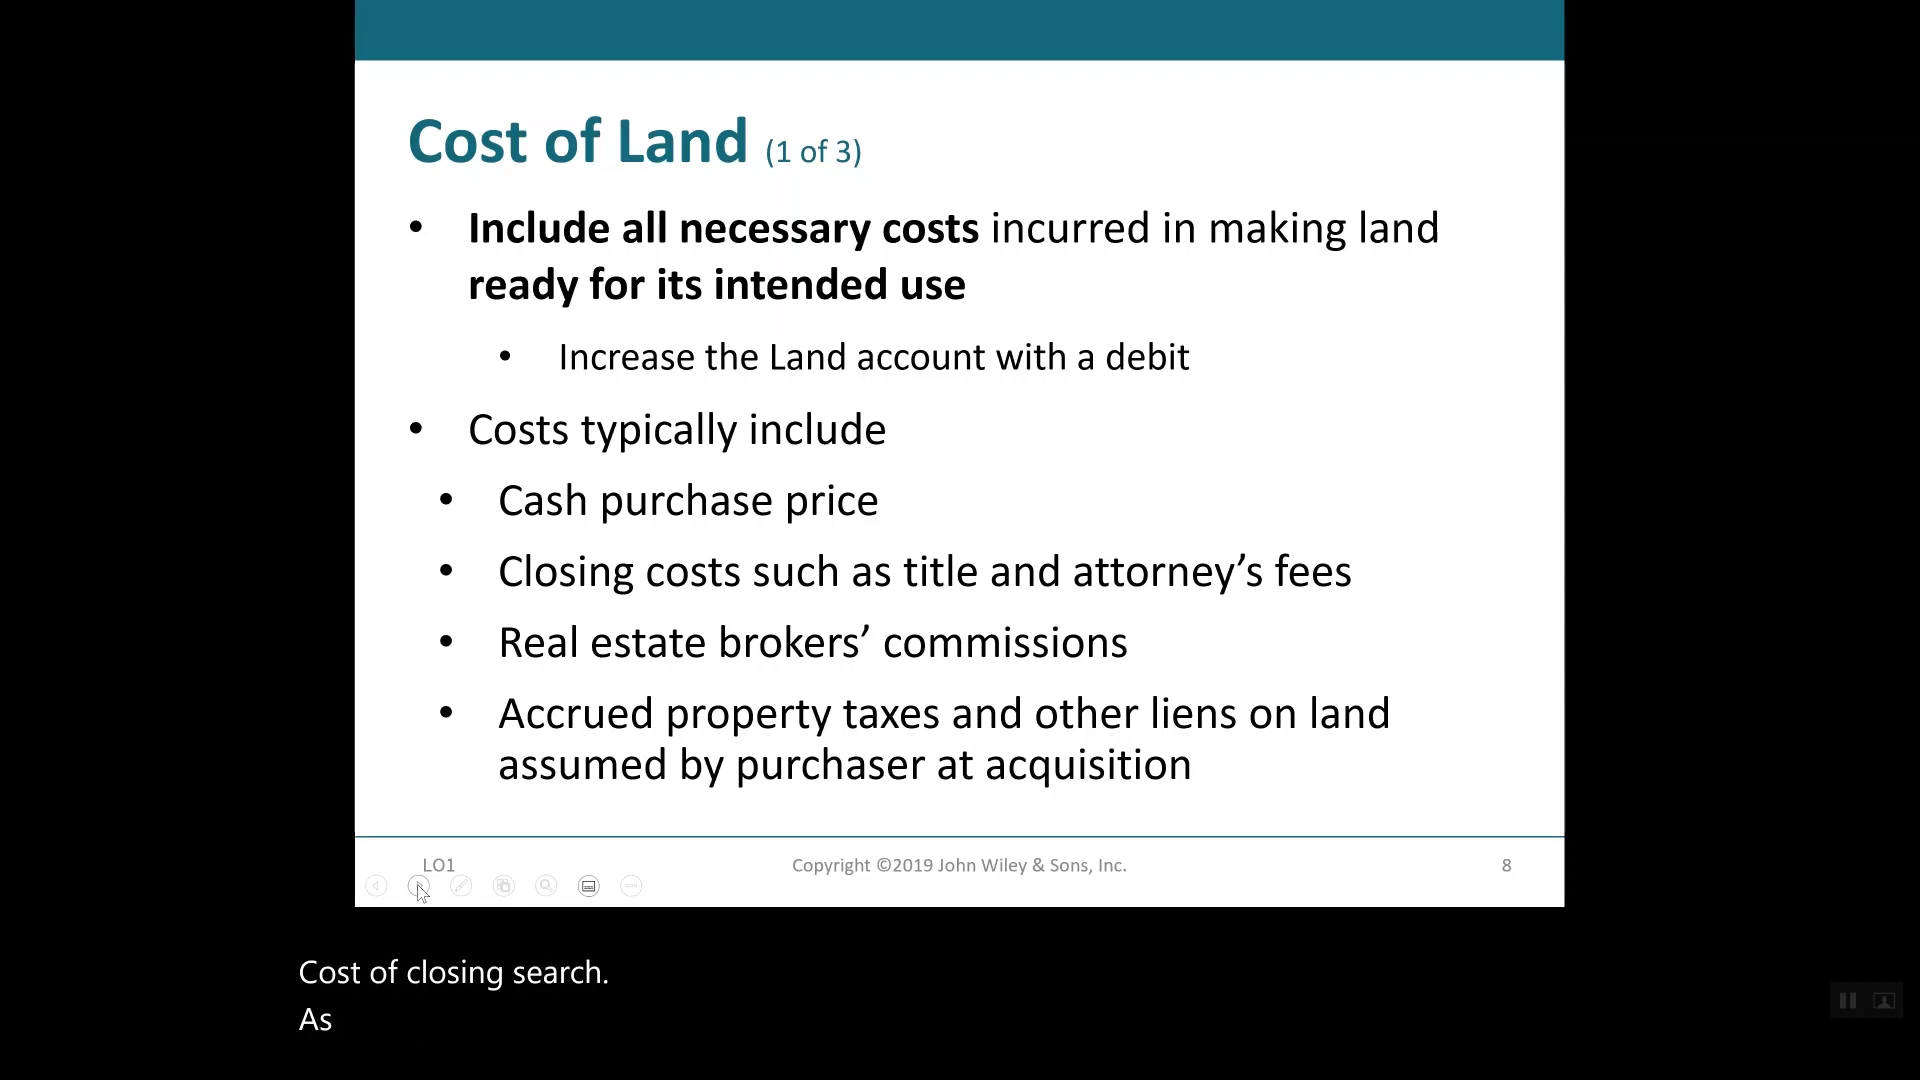 Cost of Land (1 of 3)
• Include all necessary costs incurred in making land
ready for its intended use
• Increase the Land account with a debit
• Costs typically include
• Cash purchase price
• Closing costs such as title and attorney’s fees
• Real estate brokers’ commissions
• Accrued property taxes and other liens on land
assumed by purchaser at acquisition
LO1
Copyright ©2019 John Wiley & Sons, Inc.
8
Cost of closing search.
As